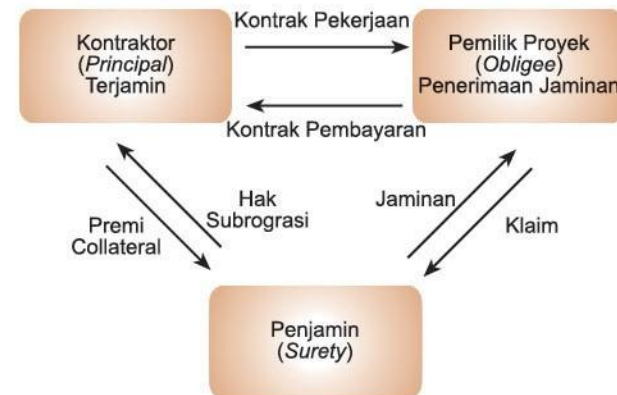 Kontrak Pekerjaan
Kontraktor
(Principal)
Terjamin
Pemilik Proyek
(Obligee)
Penerimaan Jaminan
Kontrak Pembayaran
Hak
Subrograsi
Jaminan
Premi
Collateral
Klaim
Penjamin
(Surety)